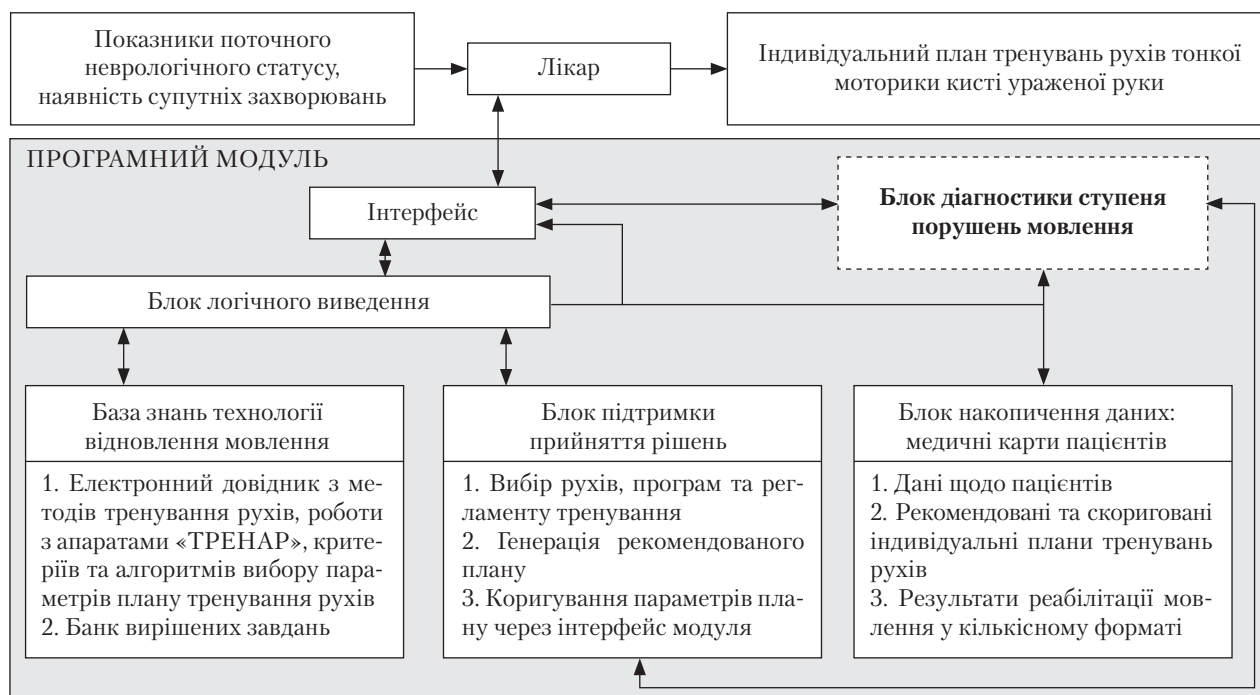 Показники поточного
неврологічного статусу,
наявність супутніх захворювань
Лікар
Індивідуальний план тренувань рухів тонкої
моторики кисті ураженої руки
ПРОГРАМНИЙ МОДУЛЬ
Інтерфейс
Блок діагностики ступеня
порушень мовлення
Блок логічного виведення
База знань технології
відновлення мовлення
1. Електронний довідник з ме-
тодів тренування рухів, роботи
з апаратами «ТРЕНАР», крите-
ріїв та алгоритмів вибору пара-
метрів плану тренування рухів
2. Банк вирішених завдань
Блок підтримки
прийняття рішень
1. Вибір рухів, програм та рег-
ламенту тренування
2. Генерація рекомендованого
плану
3. Коригування параметрів пла-
ну через інтерфейс модуля
Блок накопичення даних:
медичні карти пацієнтів
1. Дані щодо пацієнтів
2. Рекомендовані та скориговані
індивідуальні плани тренувань
рухів
3. Результати реабілітації мов-
лення у кількісному форматі